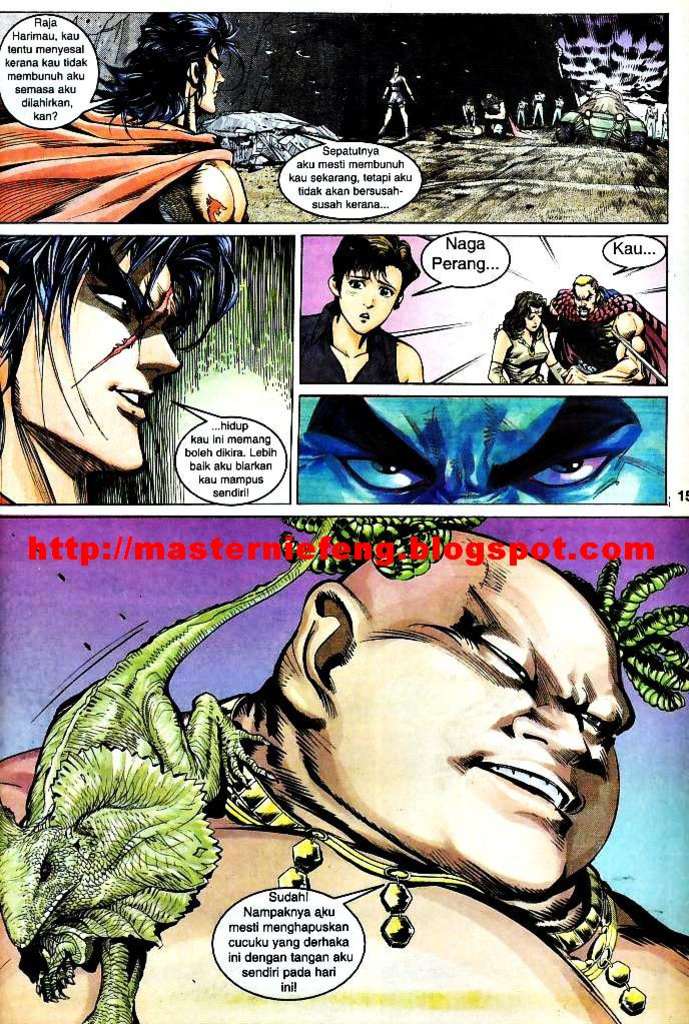 Raja
Harimau, kau
tentu menyesal
kerana kau tidak
membunuh aku
semasa aku
dilahirkan,
kan?
Sepatutnya
aku mesti membunuh
kau sekarang, tetapi aku
tidak akan bersusah-
susah kerana...
...hidup
kau ini memang
boleh dikira. Lebih
baik aku biarkan
kau mampus
sendiri!
Naga
Perang...
Kau...
http://masterniefeng.blogspot.com
Sudah!
Nampaknya aku
mesti menghapuskan
cucuku yang derhaka
ini dengan tangan aku
sendiri pada hari
ini!